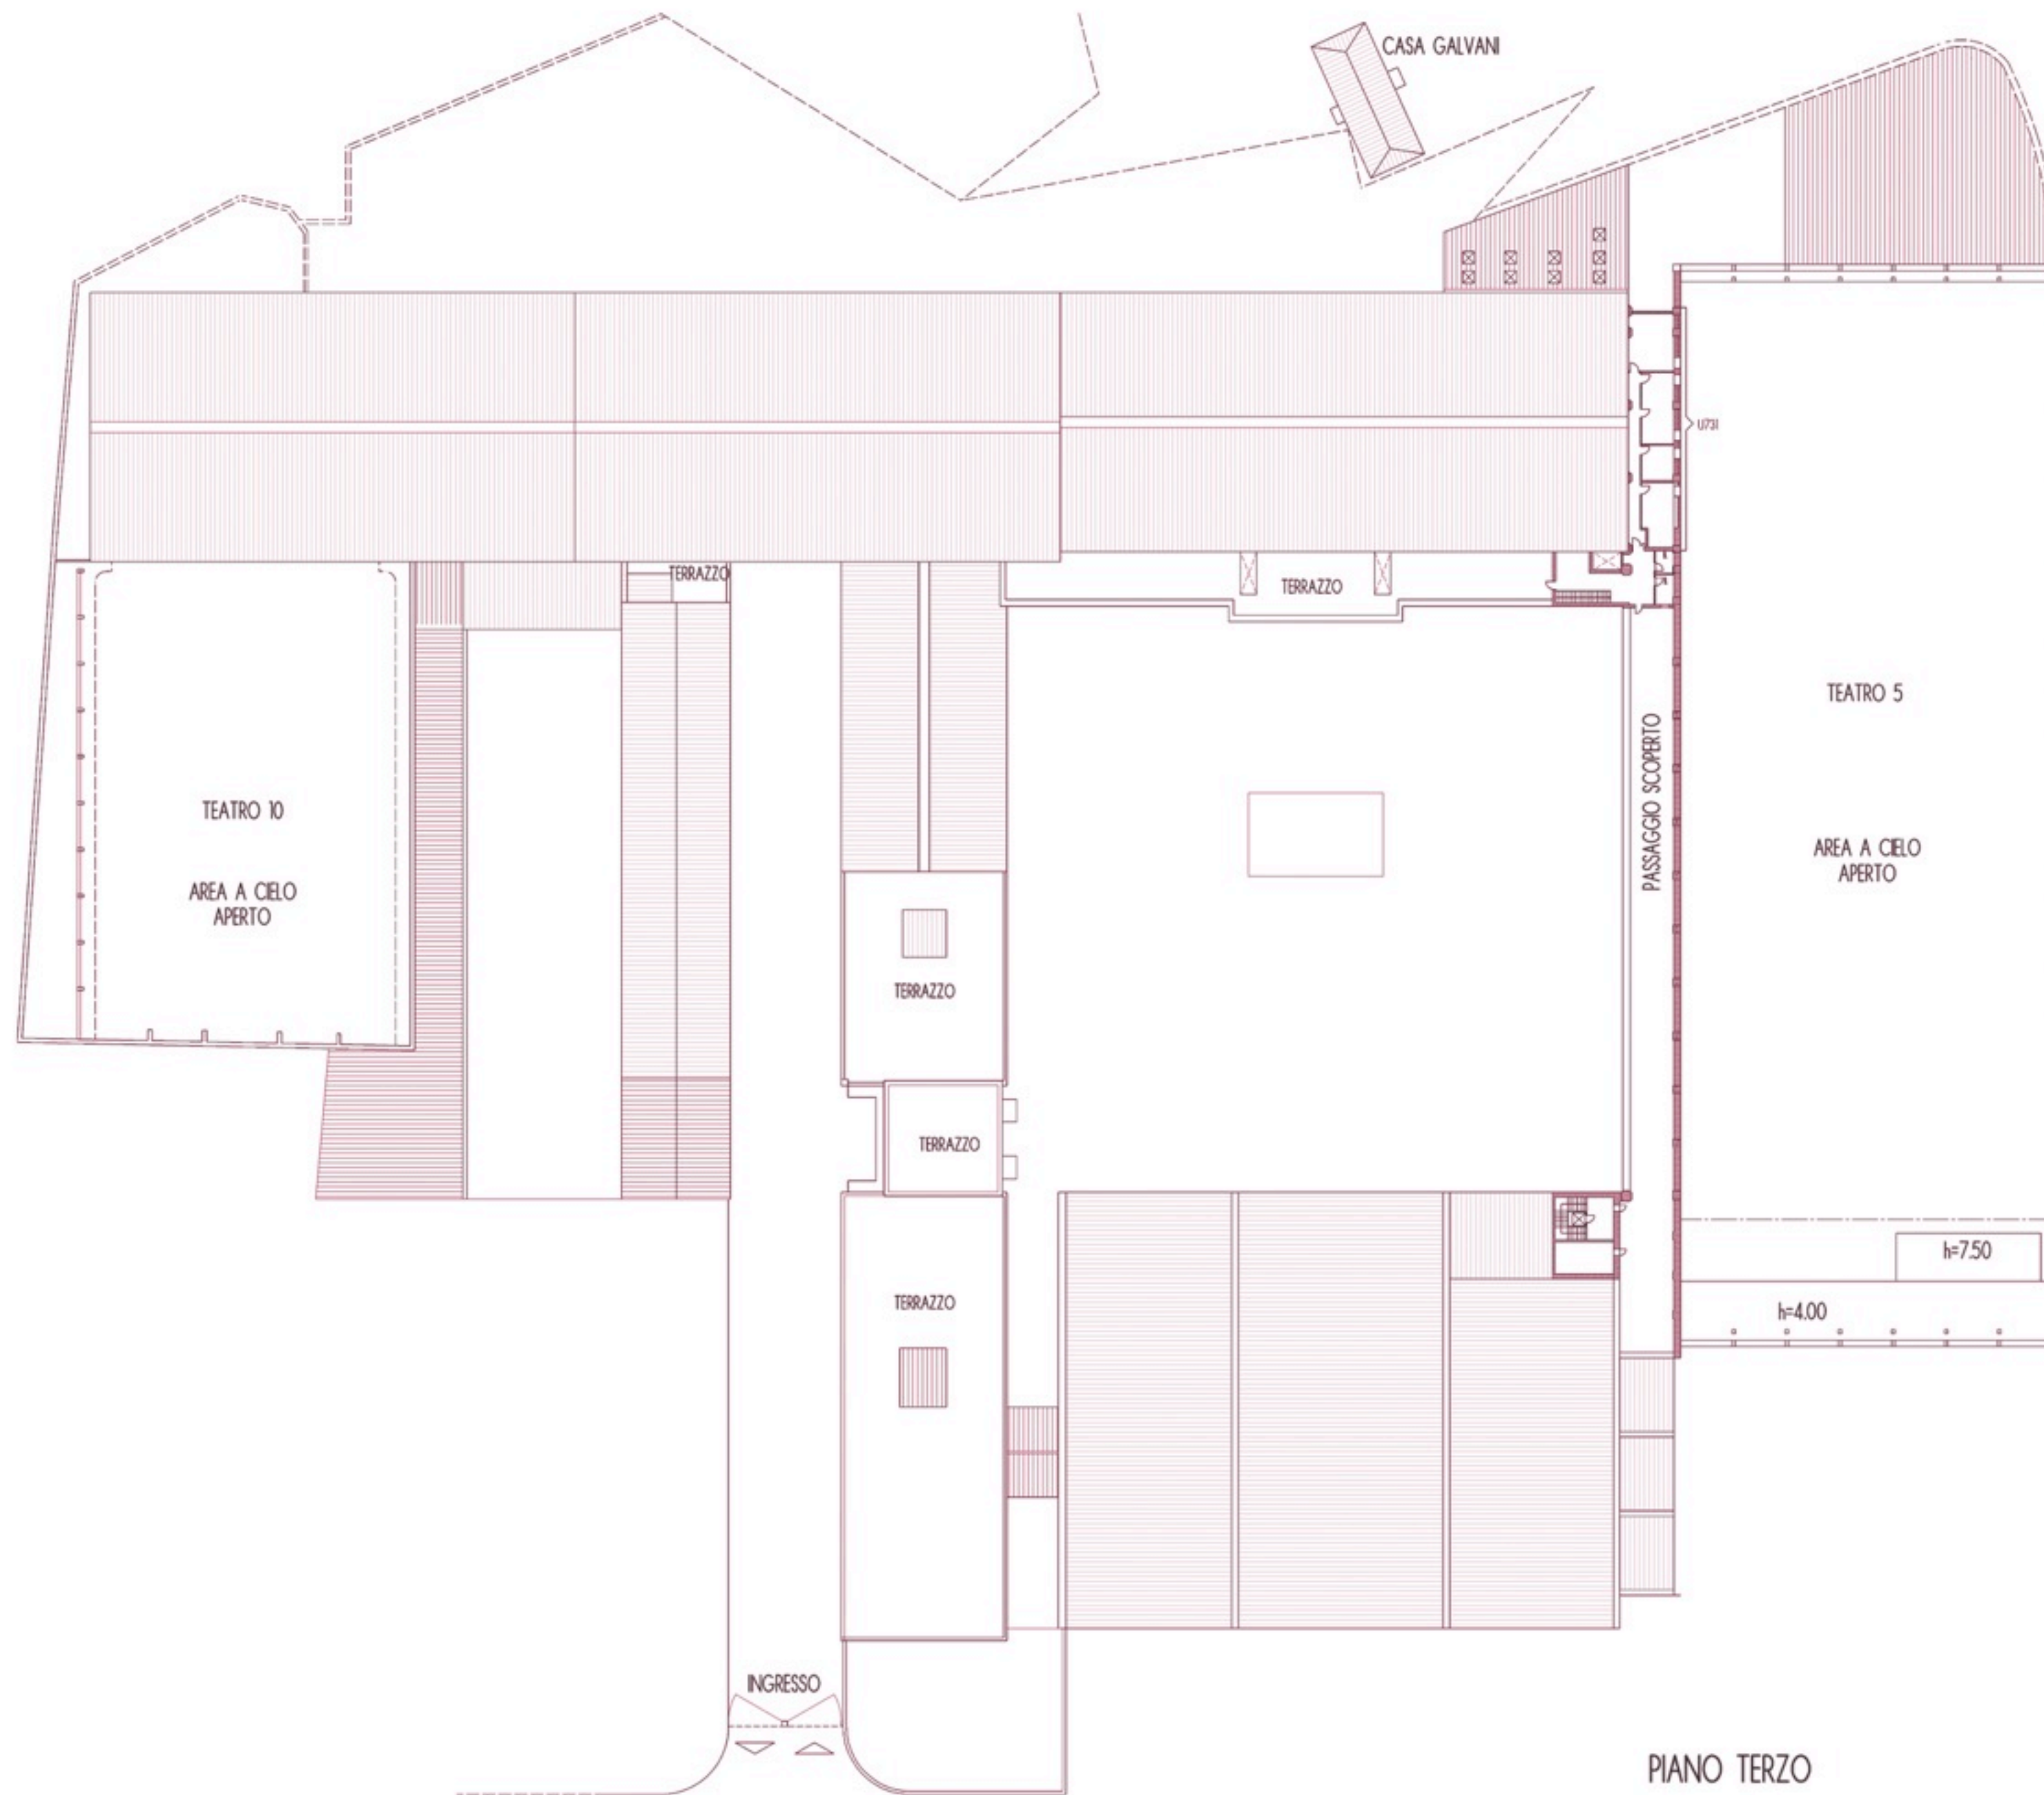 CASA GALVANI
U731
TERRAZZO
TERRAZZO
TEATRO 5
PASSAGGIO SCOPERTO
TEATRO 10
AREA A CIELO
APERTO
AREA A CIELO
APERTO
TERRAZZO
TERRAZZO
h=7.50
TERRAZZO
h=4.00
INGRESSO
PIANO TERZO